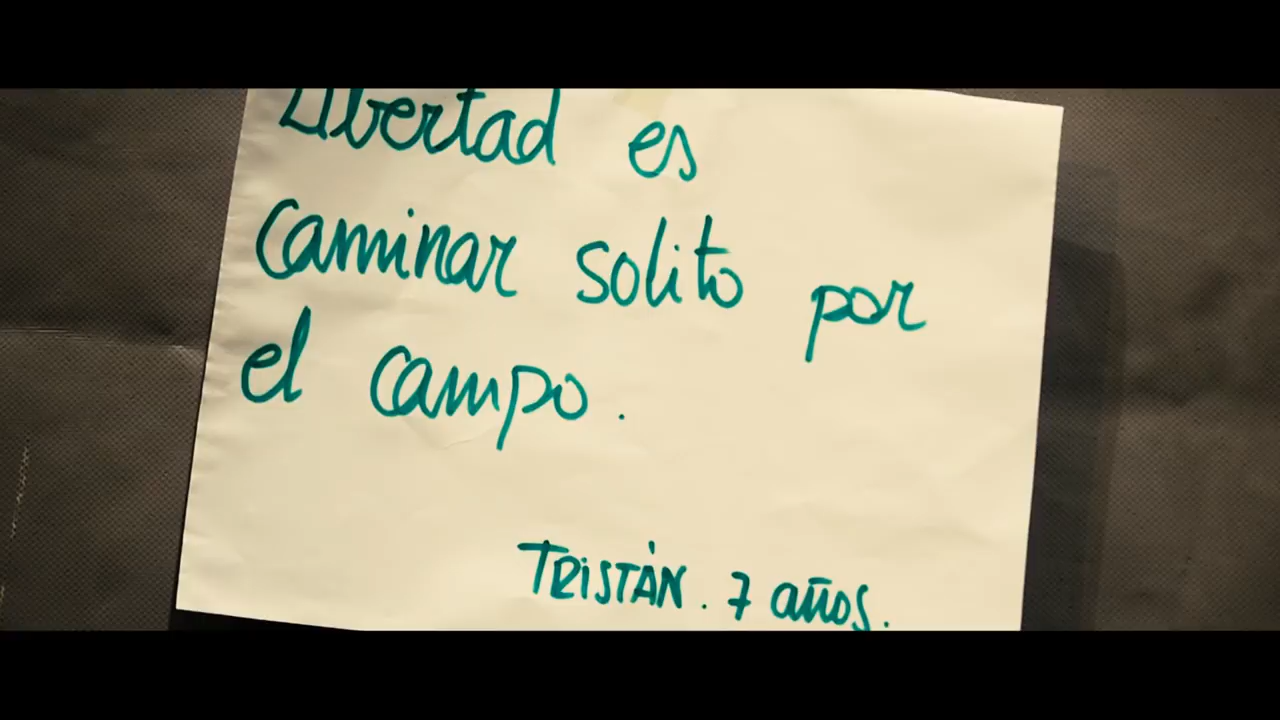 Libertad es
caminar solito por
el campo.
TRISTÁN. 7 años.